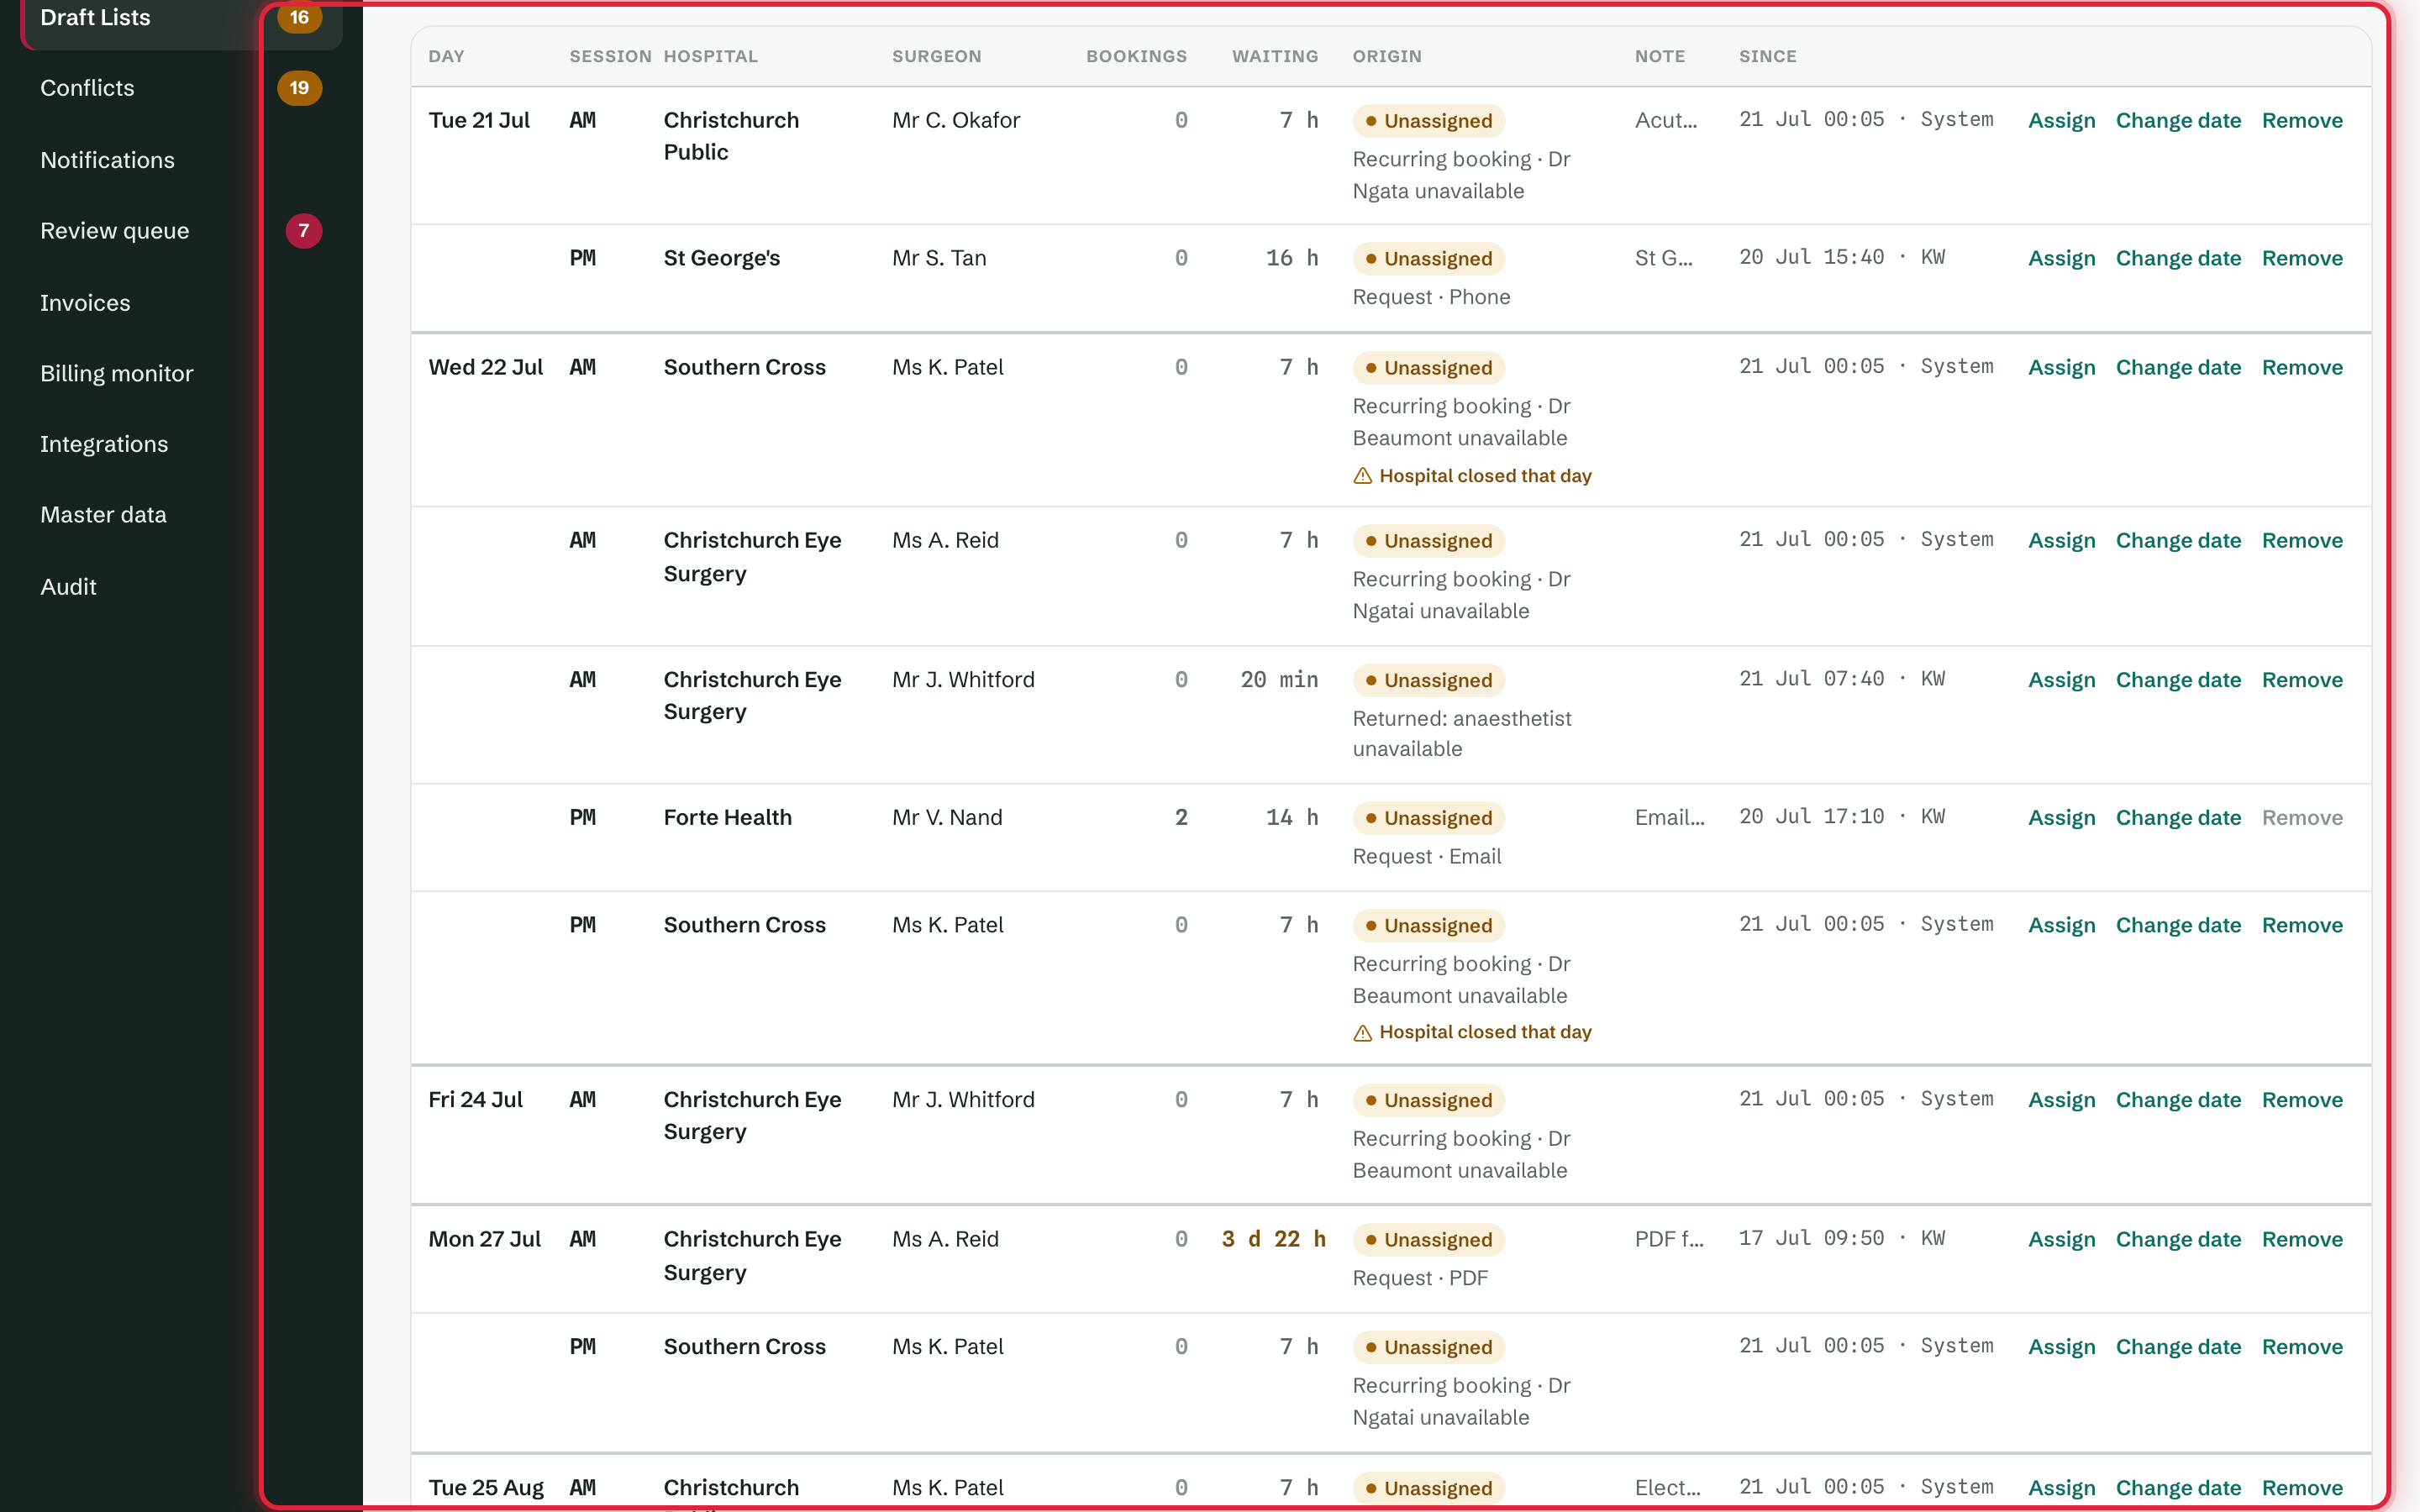 Draft Lists 16
Conflicts 19
Notifications
Review queue 7
Invoices
Billing monitor
Integrations
Master data
Audit
DAY SESSION HOSPITAL SURGEON BOOKINGS WAITING ORIGIN NOTE SINCE
Tue 21 Jul AM Christchurch Mr C. Okafor 0 7 h Unassigned Acut... 21 Jul 00:05 · System Assign Change date Remove
Public
Recurring booking · Dr
Ngata unavailable
PM St George's Mr S. Tan 0 16 h Unassigned St G... 20 Jul 15:40 · KW Assign Change date Remove
Request · Phone
Wed 22 Jul AM Southern Cross Ms K. Patel 0 7 h Unassigned 21 Jul 00:05 · System Assign Change date Remove
Recurring booking · Dr
Beaumont unavailable
Hospital closed that day
AM Christchurch Eye Ms A. Reid 0 7 h Unassigned 21 Jul 00:05 · System Assign Change date Remove
Surgery
Recurring booking · Dr
Ngatai unavailable
AM Christchurch Eye Mr J. Whitford 0 20 min Unassigned 21 Jul 07:40 · KW Assign Change date Remove
Surgery
Returned: anaesthetist
unavailable
PM Forte Health Mr V. Nand 2 14 h Unassigned Email... 20 Jul 17:10 · KW Assign Change date Remove
Request · Email
PM Southern Cross Ms K. Patel 0 7 h Unassigned 21 Jul 00:05 · System Assign Change date Remove
Recurring booking · Dr
Beaumont unavailable
Hospital closed that day
Fri 24 Jul AM Christchurch Eye Mr J. Whitford 0 7 h Unassigned 21 Jul 00:05 · System Assign Change date Remove
Surgery
Recurring booking · Dr
Beaumont unavailable
Mon 27 Jul AM Christchurch Eye Ms A. Reid 0 3 d 22 h Unassigned PDF f... 17 Jul 09:50 · KW Assign Change date Remove
Surgery
Request · PDF
PM Southern Cross Ms K. Patel 0 7 h Unassigned 21 Jul 00:05 · System Assign Change date Remove
Recurring booking · Dr
Ngatai unavailable
Tue 25 Aug AM Christchurch Ms K. Patel 0 7 h Unassigned Elect... 21 Jul 00:05 · System Assign Change date Remove